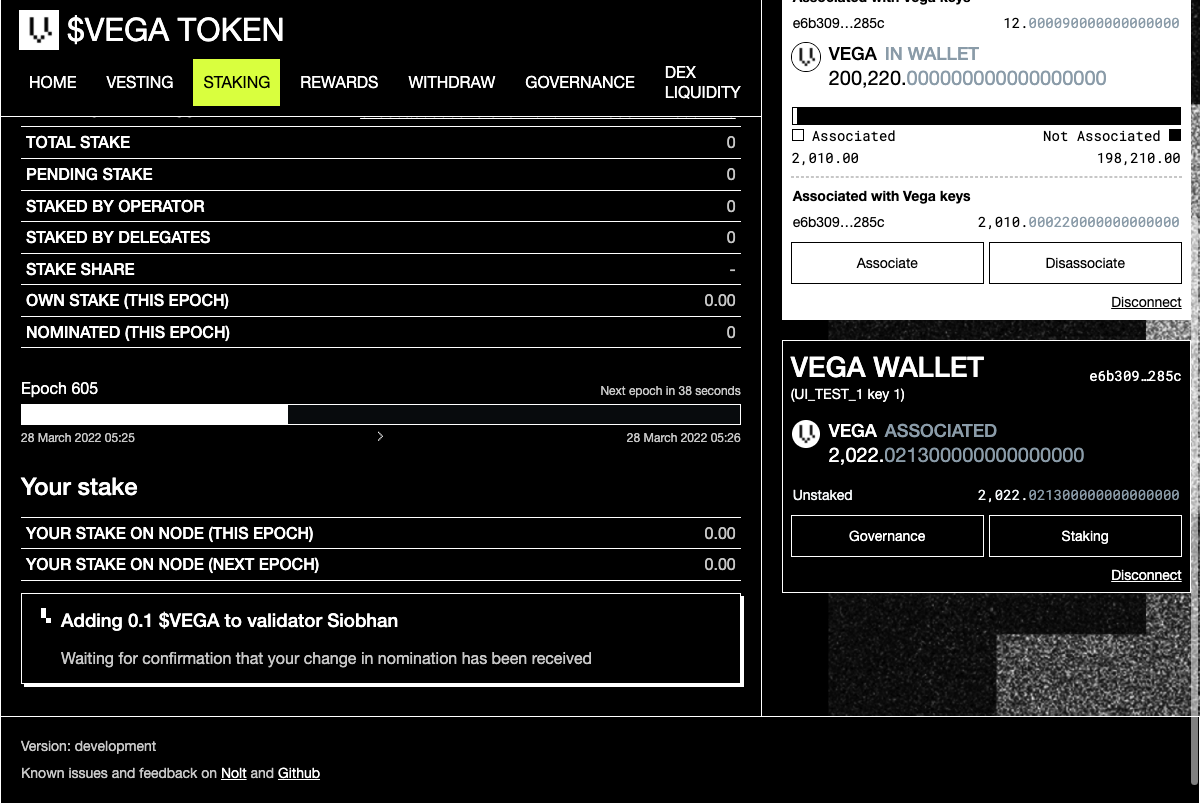 $VEGA TOKEN
HOME
VESTING
STAKING
REWARDS
WITHDRAW
GOVERNANCE
DEX
LIQUIDITY
TOTAL STAKE 0
PENDING STAKE 0
STAKED BY OPERATOR 0
STAKED BY DELEGATES 0
STAKE SHARE -
OWN STAKE (THIS EPOCH) 0.00
NOMINATED (THIS EPOCH) 0
Epoch 605 Next epoch in 38 seconds
28 March 2022 05:25 > 28 March 2022 05:26
Your stake
YOUR STAKE ON NODE (THIS EPOCH) 0.00
YOUR STAKE ON NODE (NEXT EPOCH) 0.00
Adding 0.1 $VEGA to validator Siobhan
Waiting for confirmation that your change in nomination has been received
Version: development
Known issues and feedback on Nolt and Github
Associated with Vega keys
e6b309…285c 12.000090000000000000
VEGA IN WALLET
200,220.000000000000000000
Associated Not Associated
2,010.00 198,210.00
Associated with Vega keys
e6b309…285c 2,010.000220000000000000
Associate Disassociate
Disconnect
VEGA WALLET e6b309…285c
(UI_TEST_1 key 1)
VEGA ASSOCIATED
2,022.021300000000000000
Unstaked 2,022.021300000000000000
Governance Staking
Disconnect